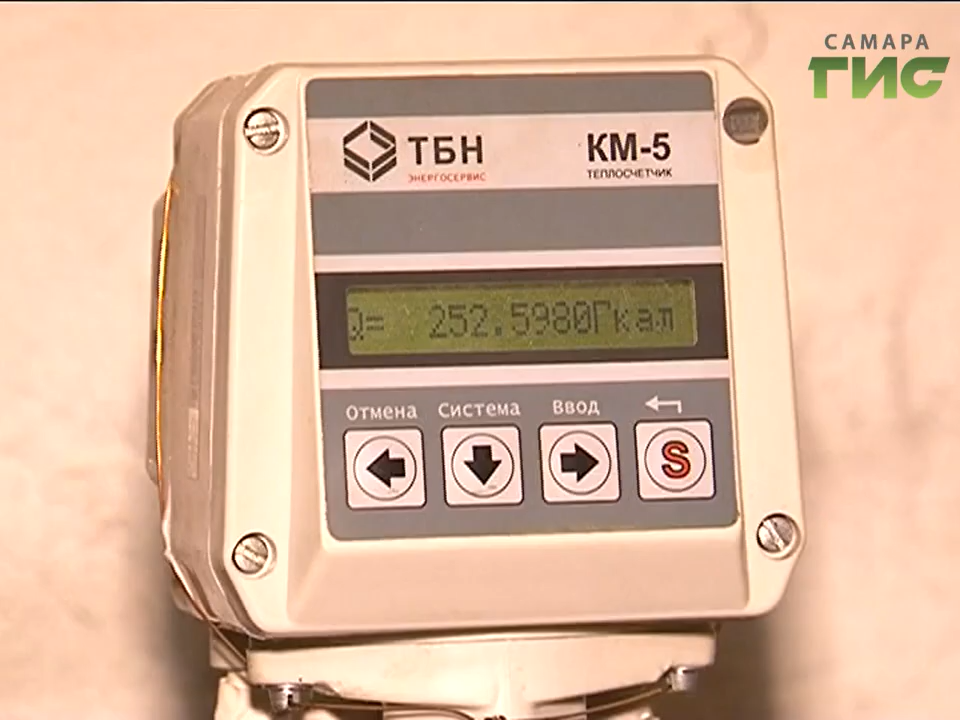 САМАРА
ГИС
ТБН
ЭНЕРГОСЕРВИС
КМ-5
ТЕПЛОСЧЕТЧИК
Q= 252.5980Гкал
Отмена Система Ввод
S